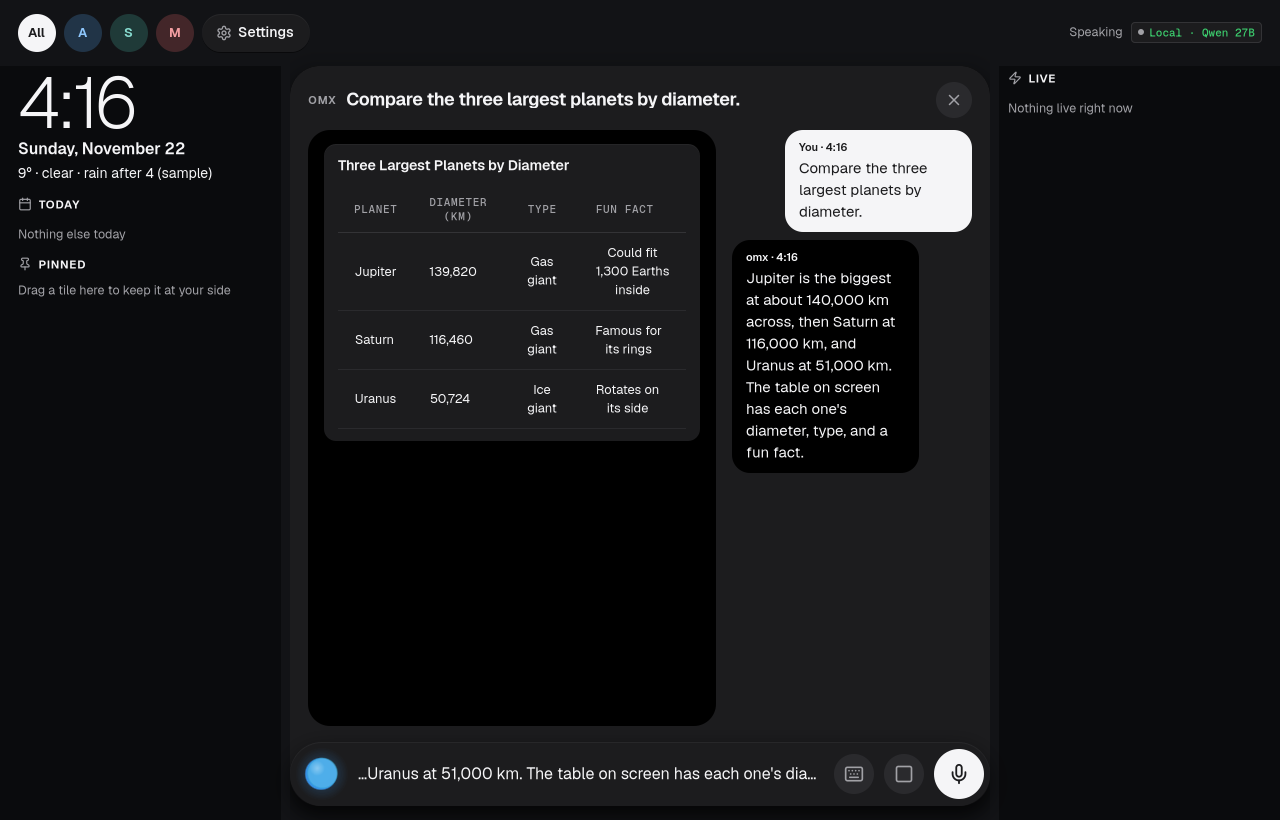 All
A
S
M
Settings
Speaking
Local · Qwen 27B
4:16
Sunday, November 22
9° · clear · rain after 4 (sample)
TODAY
Nothing else today
PINNED
Drag a tile here to keep it at your side
OMX Compare the three largest planets by diameter.
Three Largest Planets by Diameter
PLANET DIAMETER (KM) TYPE FUN FACT
Jupiter 139,820 Gas giant Could fit 1,300 Earths inside
Saturn 116,460 Gas giant Famous for its rings
Uranus 50,724 Ice giant Rotates on its side
You · 4:16
Compare the three
largest planets by
diameter.
omx · 4:16
Jupiter is the biggest
at about 140,000 km
across, then Saturn at
116,000 km, and
Uranus at 51,000 km.
The table on screen
has each one's
diameter, type, and a
fun fact.
...Uranus at 51,000 km. The table on screen has each one's dia...
LIVE
Nothing live right now